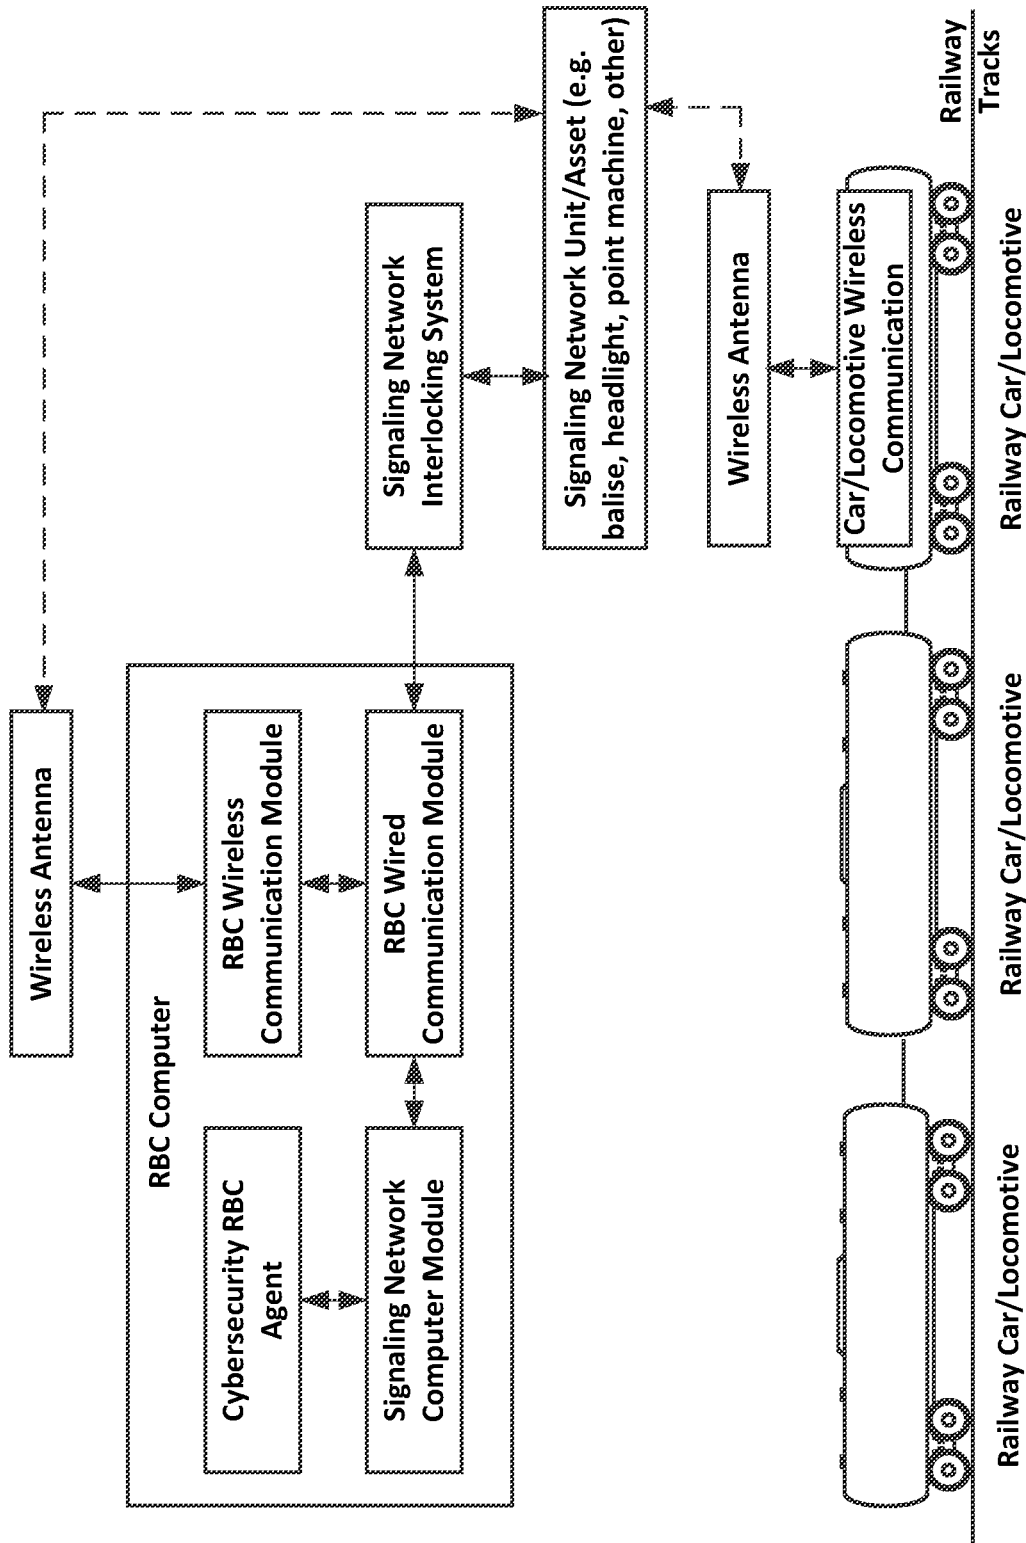 Wireless Antenna
RBC Computer
Cybersecurity RBC
Agent
RBC Wireless
Communication Module
Signaling Network
Computer Module
RBC Wired
Communication Module
Signaling Network
Interlocking System
Signaling Network Unit/Asset (e.g.
balise, headlight, point machine, other)
Wireless Antenna
Car/Locomotive Wireless
Communication
Railway
Tracks
Railway Car/Locomotive
Railway Car/Locomotive
Railway Car/Locomotive